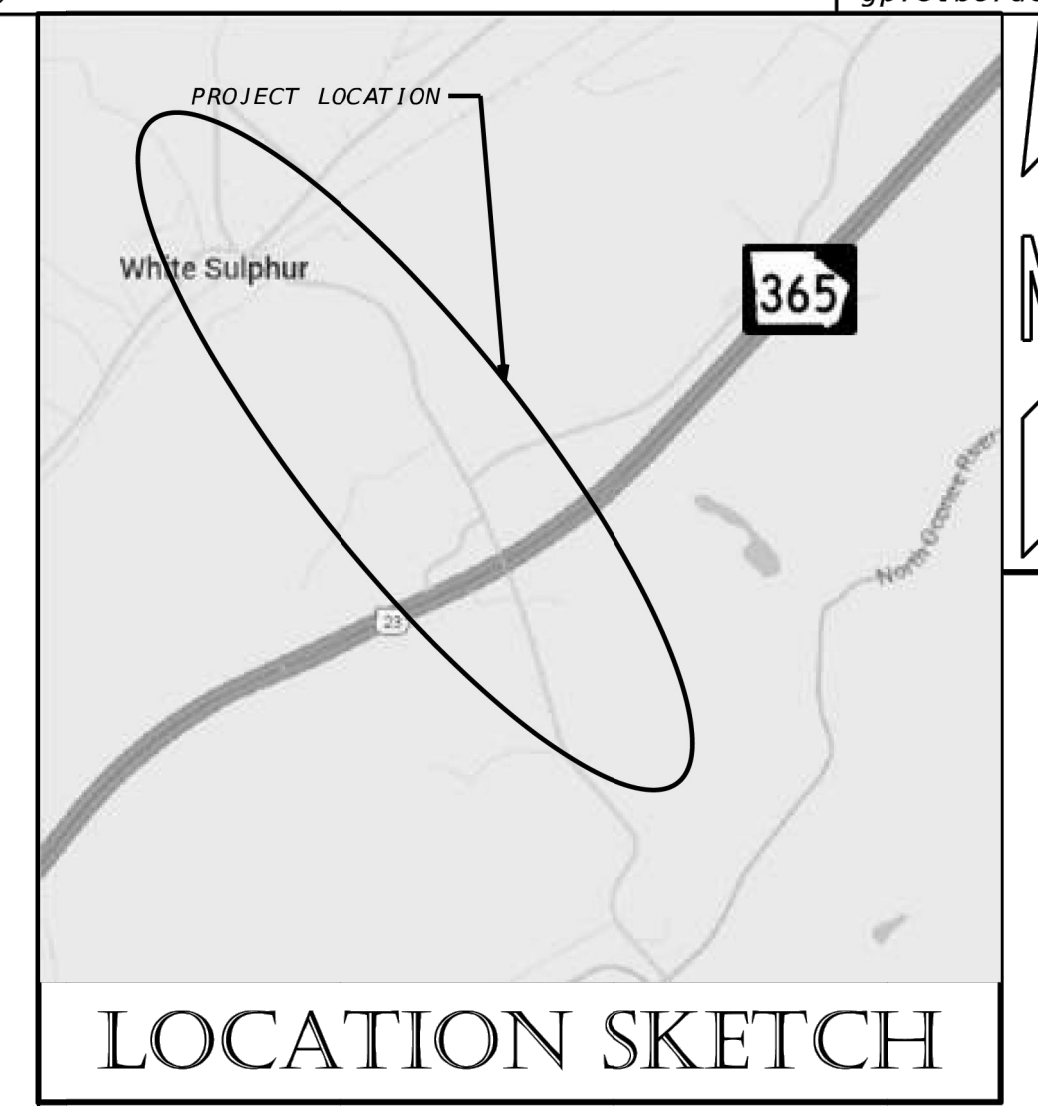 PROJECT LOCATION
White Sulphur
365
North Oconee River
23
LOCATION SKETCH